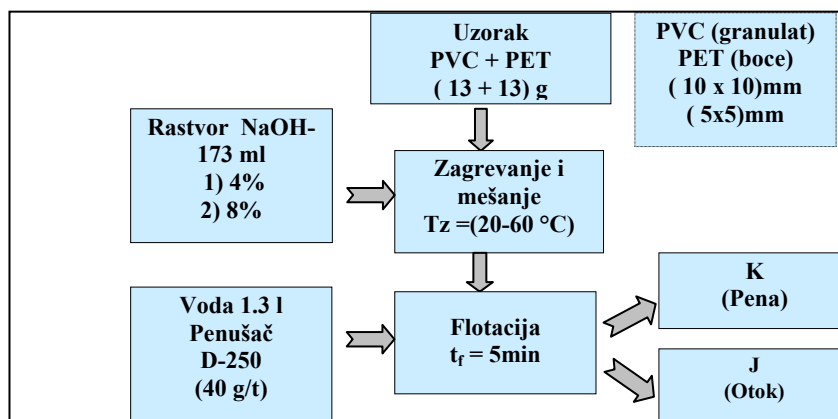 Uzorak
PVC + PET
( 13 + 13) g
PVC (granulat)
PET (boce)
( 10 x 10)mm
( 5x5)mm
Rastvor NaOH-
173 ml
1) 4%
2) 8%
Zagrevanje i
mešanje
Tz =(20-60 °C)
Voda 1.3 l
Penušač
D-250
(40 g/t)
Flotacija
tf = 5min
K
(Pena)
J
(Otok)